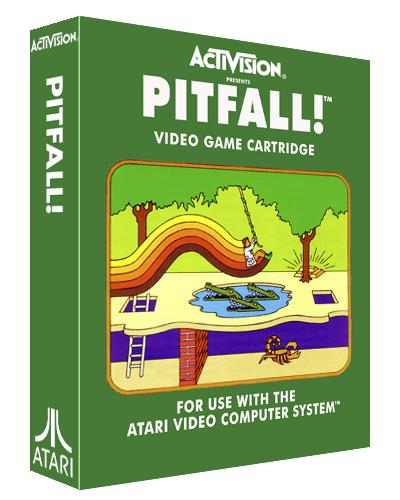 ACTIVISION®
PITFALL!
ATARI
ACTIVISION®
PRESENTS
PITFALL!™
VIDEO GAME CARTRIDGE
FOR USE WITH THE
ATARI VIDEO COMPUTER SYSTEM™